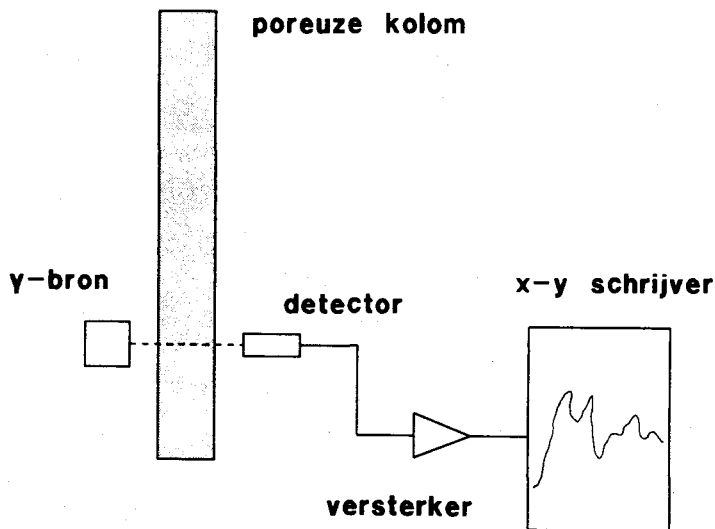 poreuze kolom
γ-bron
detector
x-y schrijver
versterker